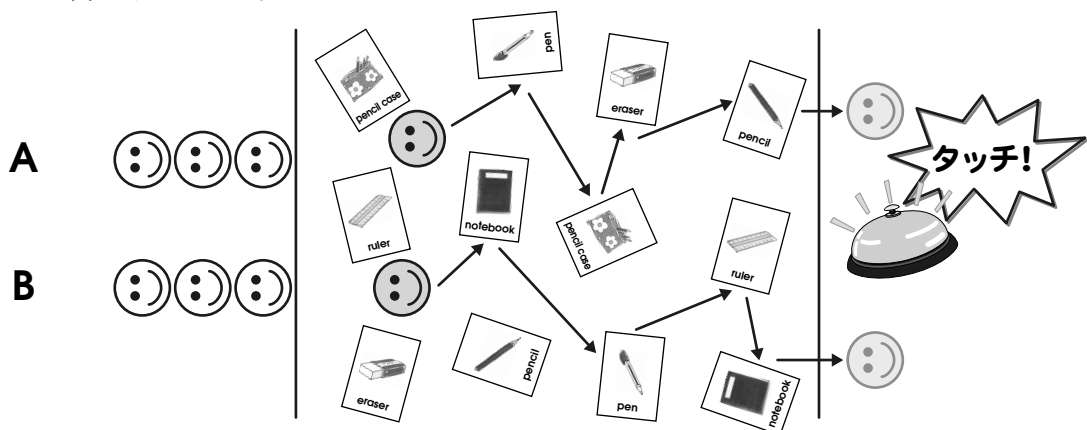 pencil case
pen
eraser
pencil
A
タッチ!
ruler
notebook
pencil case
ruler
B
eraser
pencil
pen
notebook